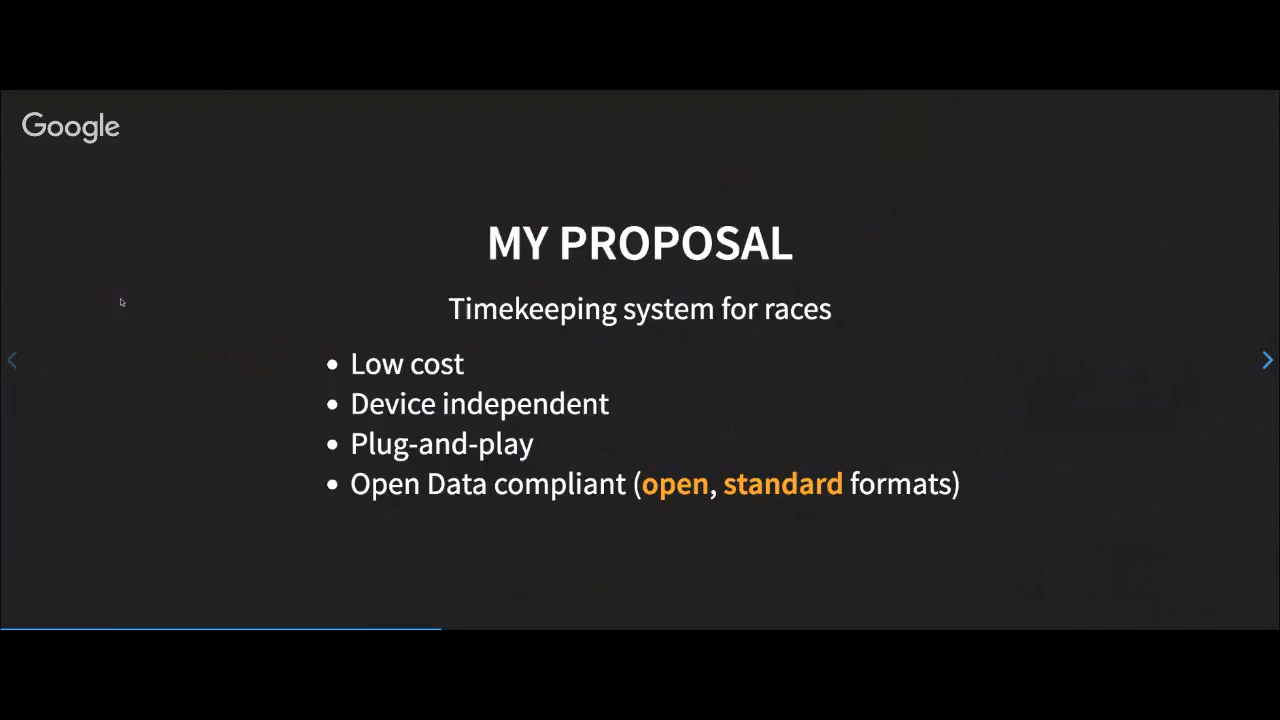 Google
MY PROPOSAL
Timekeeping system for races
• Low cost
• Device independent
• Plug-and-play
• Open Data compliant (open, standard formats)